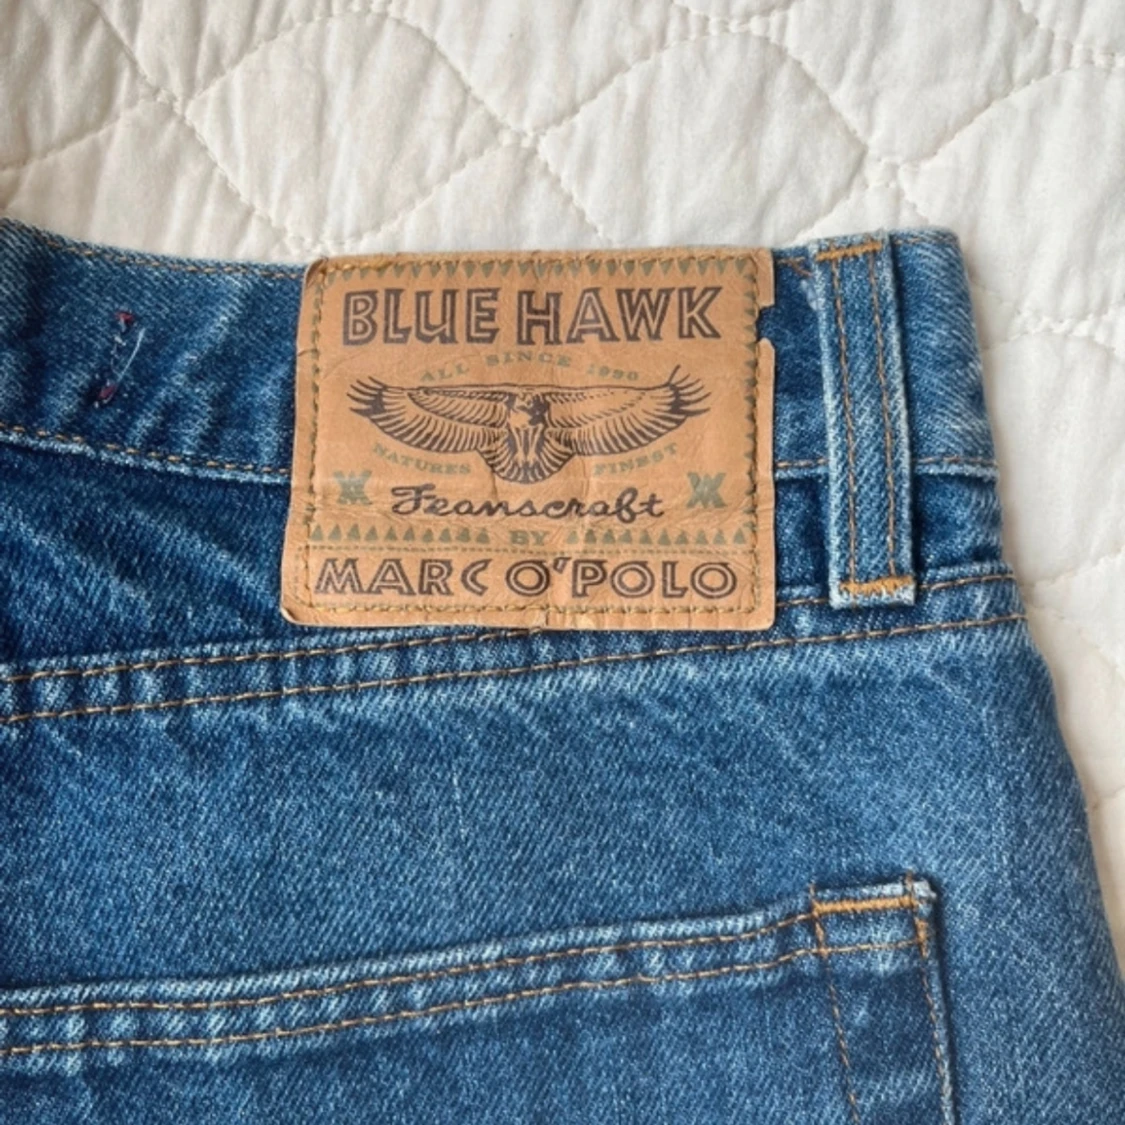 BLUE HAWK
ALL SINCE 1990
NATURES FINEST
Jeanscraft
BY
MARC O'POLO